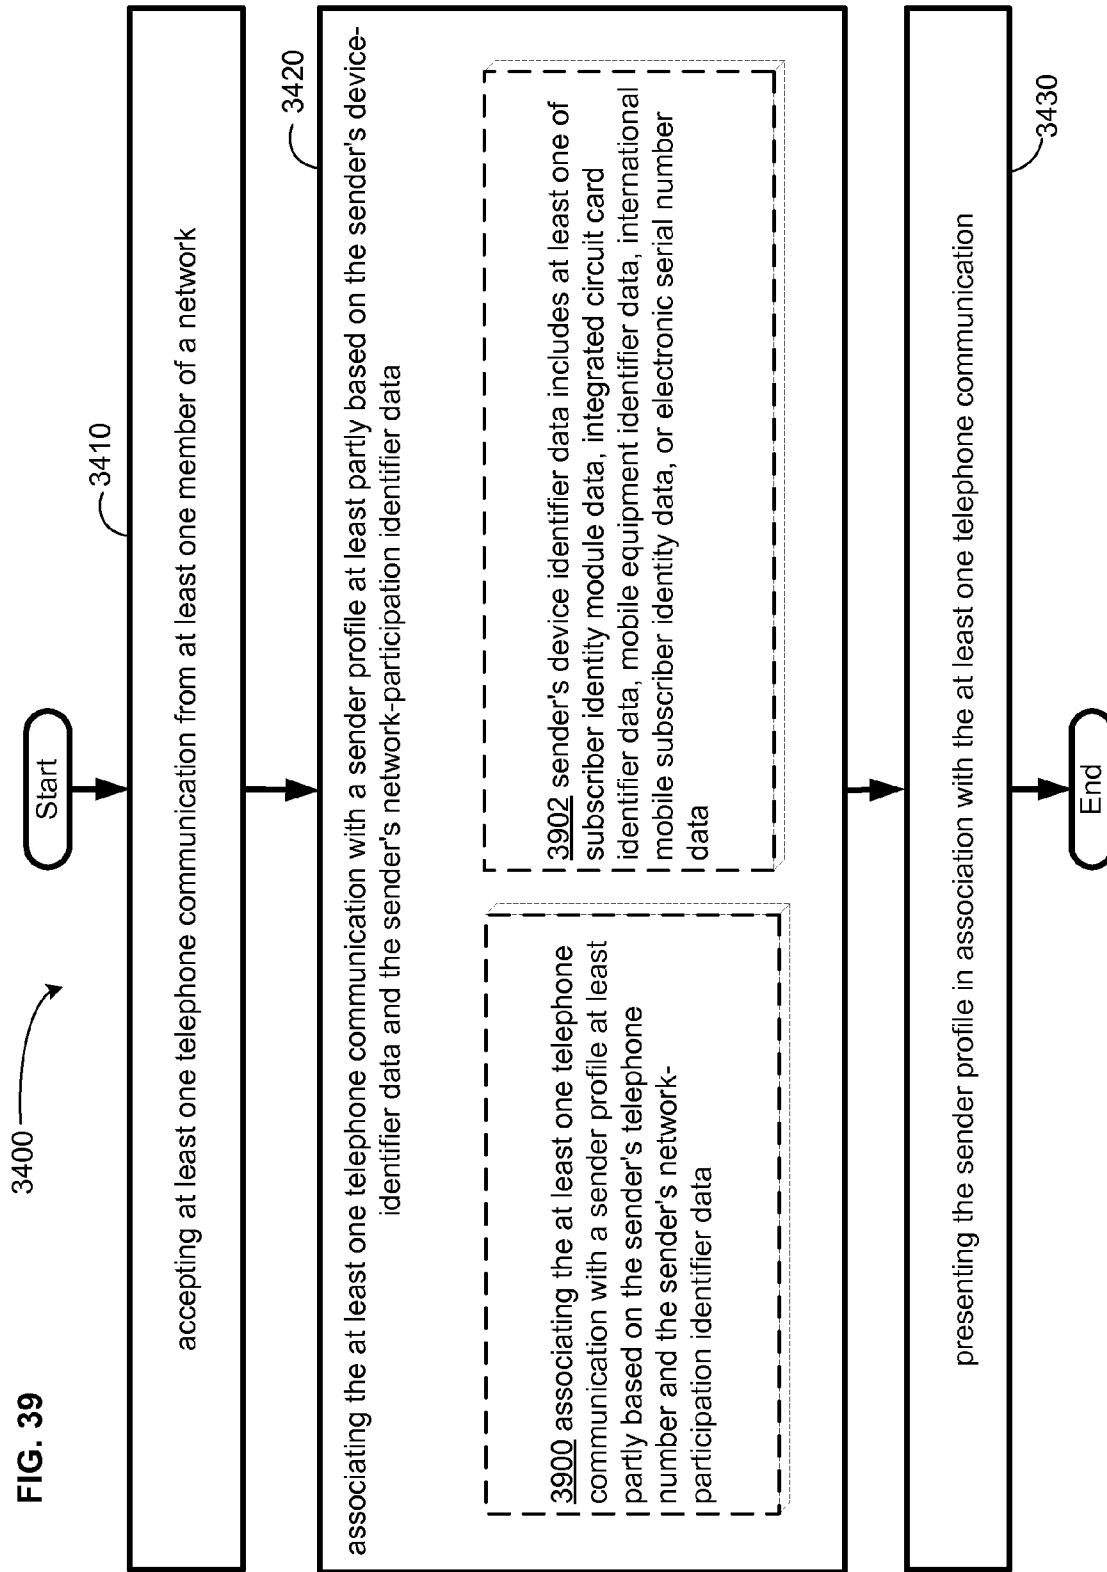 FIG. 39
3400
Start
3410
accepting at least one telephone communication from at least one member of a network
3420
associating the at least one telephone communication with a sender profile at least partly based on the sender's device-
identifier data and the sender's network-participation identifier data
3900 associating the at least one telephone
communication with a sender profile at least
partly based on the sender's telephone
number and the sender's network-
participation identifier data
3902 sender's device identifier data includes at least one of
subscriber identity module data, integrated circuit card
identifier data, mobile equipment identifier data, international
mobile subscriber identity data, or electronic serial number
data
3430
presenting the sender profile in association with the at least one telephone communication
End